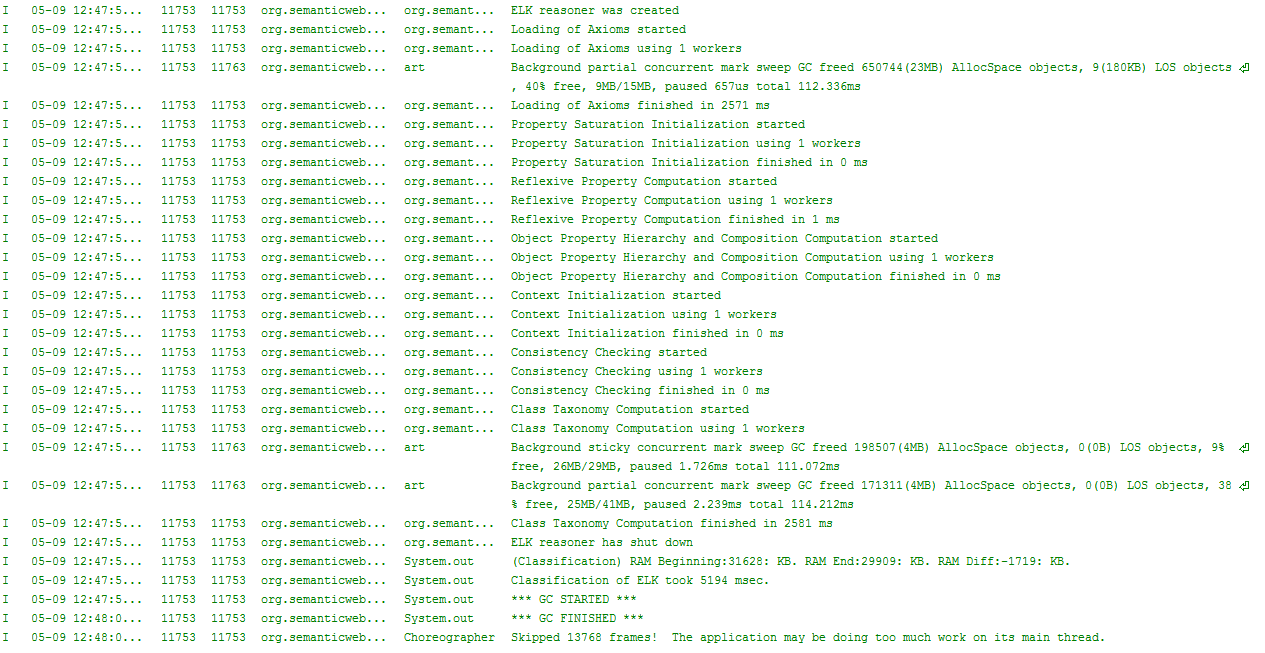 I 05-09 12:47:5... 11753 11753 org.semanticweb... org.semant... ELK reasoner was created
I 05-09 12:47:5... 11753 11753 org.semanticweb... org.semant... Loading of Axioms started
I 05-09 12:47:5... 11753 11753 org.semanticweb... org.semant... Loading of Axioms using 1 workers
I 05-09 12:47:5... 11753 11763 org.semanticweb... art Background partial concurrent mark sweep GC freed 650744(23MB) AllocSpace objects, 9(180KB) LOS objects
, 40% free, 9MB/15MB, paused 657us total 112.336ms
I 05-09 12:47:5... 11753 11753 org.semanticweb... org.semant... Loading of Axioms finished in 2571 ms
I 05-09 12:47:5... 11753 11753 org.semanticweb... org.semant... Property Saturation Initialization started
I 05-09 12:47:5... 11753 11753 org.semanticweb... org.semant... Property Saturation Initialization using 1 workers
I 05-09 12:47:5... 11753 11753 org.semanticweb... org.semant... Property Saturation Initialization finished in 0 ms
I 05-09 12:47:5... 11753 11753 org.semanticweb... org.semant... Reflexive Property Computation started
I 05-09 12:47:5... 11753 11753 org.semanticweb... org.semant... Reflexive Property Computation using 1 workers
I 05-09 12:47:5... 11753 11753 org.semanticweb... org.semant... Reflexive Property Computation finished in 1 ms
I 05-09 12:47:5... 11753 11753 org.semanticweb... org.semant... Object Property Hierarchy and Composition Computation started
I 05-09 12:47:5... 11753 11753 org.semanticweb... org.semant... Object Property Hierarchy and Composition Computation using 1 workers
I 05-09 12:47:5... 11753 11753 org.semanticweb... org.semant... Object Property Hierarchy and Composition Computation finished in 0 ms
I 05-09 12:47:5... 11753 11753 org.semanticweb... org.semant... Context Initialization started
I 05-09 12:47:5... 11753 11753 org.semanticweb... org.semant... Context Initialization using 1 workers
I 05-09 12:47:5... 11753 11753 org.semanticweb... org.semant... Context Initialization finished in 0 ms
I 05-09 12:47:5... 11753 11753 org.semanticweb... org.semant... Consistency Checking started
I 05-09 12:47:5... 11753 11753 org.semanticweb... org.semant... Consistency Checking using 1 workers
I 05-09 12:47:5... 11753 11753 org.semanticweb... org.semant... Consistency Checking finished in 0 ms
I 05-09 12:47:5... 11753 11753 org.semanticweb... org.semant... Class Taxonomy Computation started
I 05-09 12:47:5... 11753 11753 org.semanticweb... org.semant... Class Taxonomy Computation using 1 workers
I 05-09 12:47:5... 11753 11763 org.semanticweb... art Background sticky concurrent mark sweep GC freed 198507(4MB) AllocSpace objects, 0(0B) LOS objects, 9%
free, 26MB/29MB, paused 1.726ms total 111.072ms
I 05-09 12:47:5... 11753 11763 org.semanticweb... art Background partial concurrent mark sweep GC freed 171311(4MB) AllocSpace objects, 0(0B) LOS objects, 38
% free, 25MB/41MB, paused 2.239ms total 114.212ms
I 05-09 12:47:5... 11753 11753 org.semanticweb... org.semant... Class Taxonomy Computation finished in 2581 ms
I 05-09 12:47:5... 11753 11753 org.semanticweb... org.semant... ELK reasoner has shut down
I 05-09 12:47:5... 11753 11753 org.semanticweb... System.out (Classification) RAM Beginning:31628: KB. RAM End:29909: KB. RAM Diff:-1719: KB.
I 05-09 12:47:5... 11753 11753 org.semanticweb... System.out Classification of ELK took 5194 msec.
I 05-09 12:47:5... 11753 11753 org.semanticweb... System.out *** GC STARTED ***
I 05-09 12:48:0... 11753 11753 org.semanticweb... System.out *** GC FINISHED ***
I 05-09 12:48:0... 11753 11753 org.semanticweb... Choreographer Skipped 13768 frames! The application may be doing too much work on its main thread.